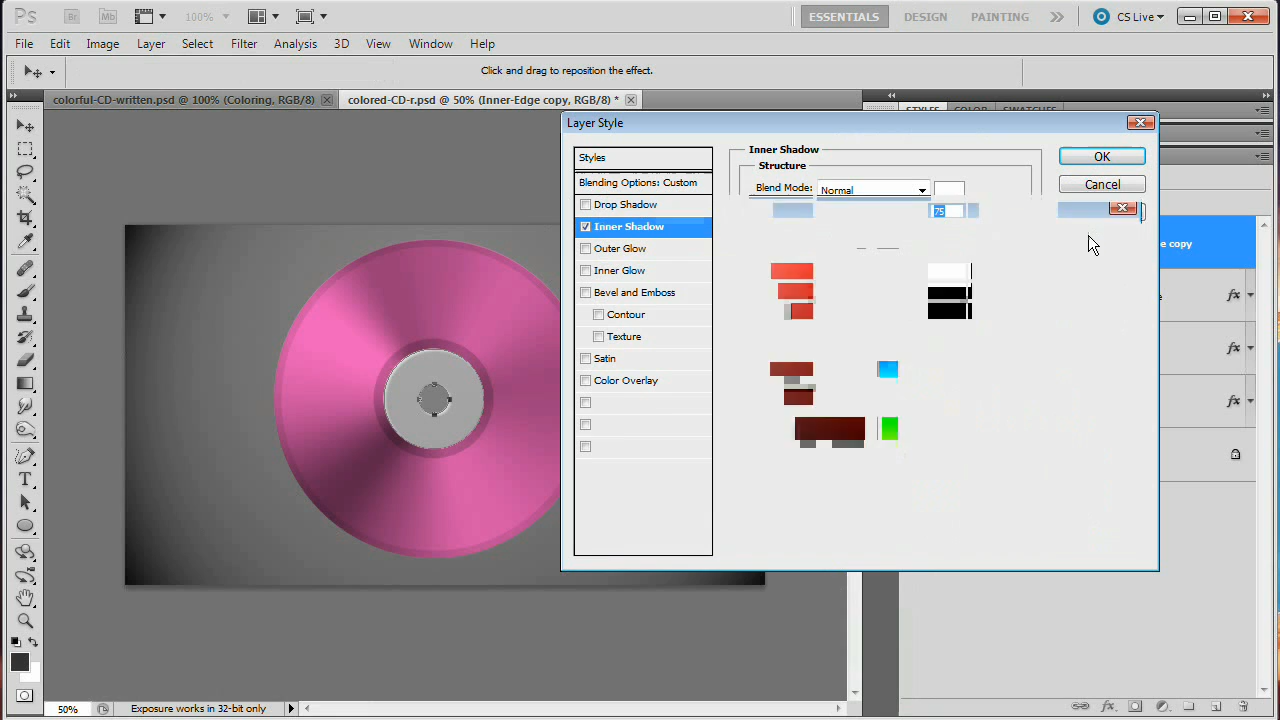 Ps Br Mb 100% ESSENTIALS DESIGN PAINTING CS Live
File Edit Image Layer Select Filter Analysis 3D View Window Help
Click and drag to reposition the effect.
colorful-CD-written.psd @ 100% (Coloring, RGB/8) colored-CD-r.psd @ 50% (Inner-Edge copy, RGB/8) *
STYLES COLOR SWATCHES
Layer Style
Styles
Blending Options: Custom
Drop Shadow
Inner Shadow
Outer Glow
Inner Glow
Bevel and Emboss
Contour
Texture
Satin
Color Overlay
Inner Shadow
Structure
Blend Mode: Normal
75
OK
Cancel
e copy
fx
fx
fx
50% Exposure works in 32-bit only
fx